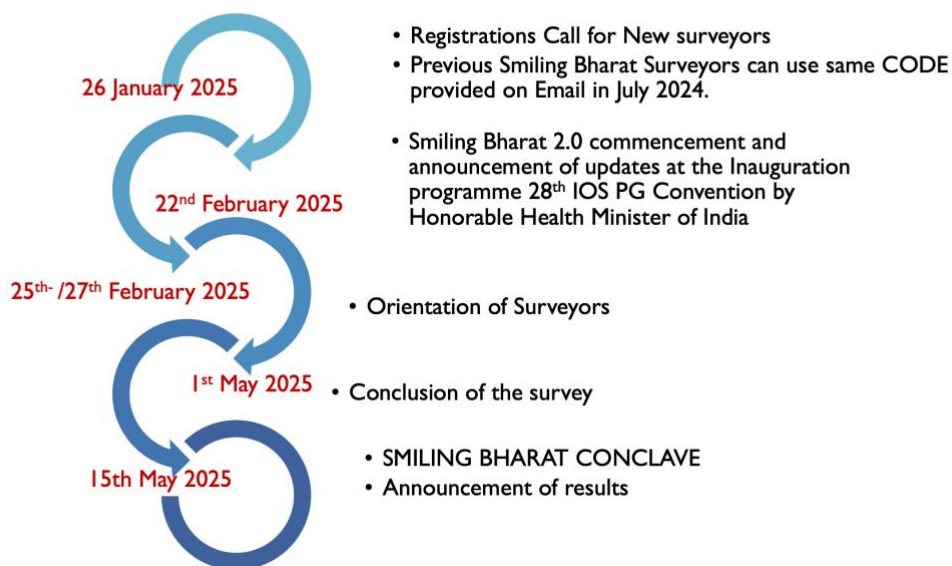 26 January 2025
• Registrations Call for New surveyors
• Previous Smiling Bharat Surveyors can use same CODE
provided on Email in July 2024.
22nd February 2025
• Smiling Bharat 2.0 commencement and
announcement of updates at the Inauguration
programme 28th IOS PG Convention by
Honorable Health Minister of India
25th- /27th February 2025
• Orientation of Surveyors
1st May 2025
• Conclusion of the survey
15th May 2025
• SMILING BHARAT CONCLAVE
• Announcement of results